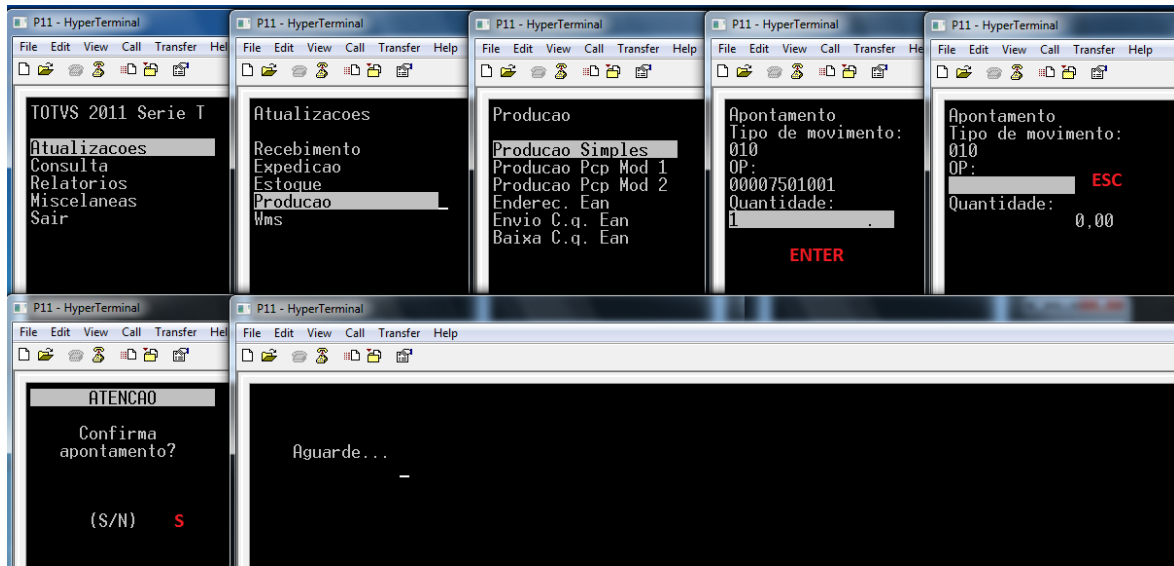 P11 - HyperTerminal
File Edit View Call Transfer Hel
TOTVS 2011 Serie T
Atualizacoes
Consulta
Relatorios
Miscelaneas
Sair
P11 - HyperTerminal
File Edit View Call Transfer Help
Atualizacoes
Recebimento
Expedicao
Estoque
Producao
Wms
P11 - HyperTerminal
File Edit View Call Transfer Help
Producao
Producao Simples
Producao Pcp Mod 1
Producao Pcp Mod 2
Enderec. Ean
Envio C.q. Ean
Baixa C.q. Ean
P11 - HyperTerminal
File Edit View Call Transfer He
Apontamento
Tipo de movimento:
010
OP:
00007501001
Quantidade:
1 .
ENTER
P11 - HyperTerminal
File Edit View Call Transfer Help
Apontamento
Tipo de movimento:
010
OP:
ESC
Quantidade:
0,00
P11 - HyperTerminal
File Edit View Call Transfer Hel
ATENCAO
Confirma
apontamento?
(S/N) S
P11 - HyperTerminal
File Edit View Call Transfer Help
Aguarde...